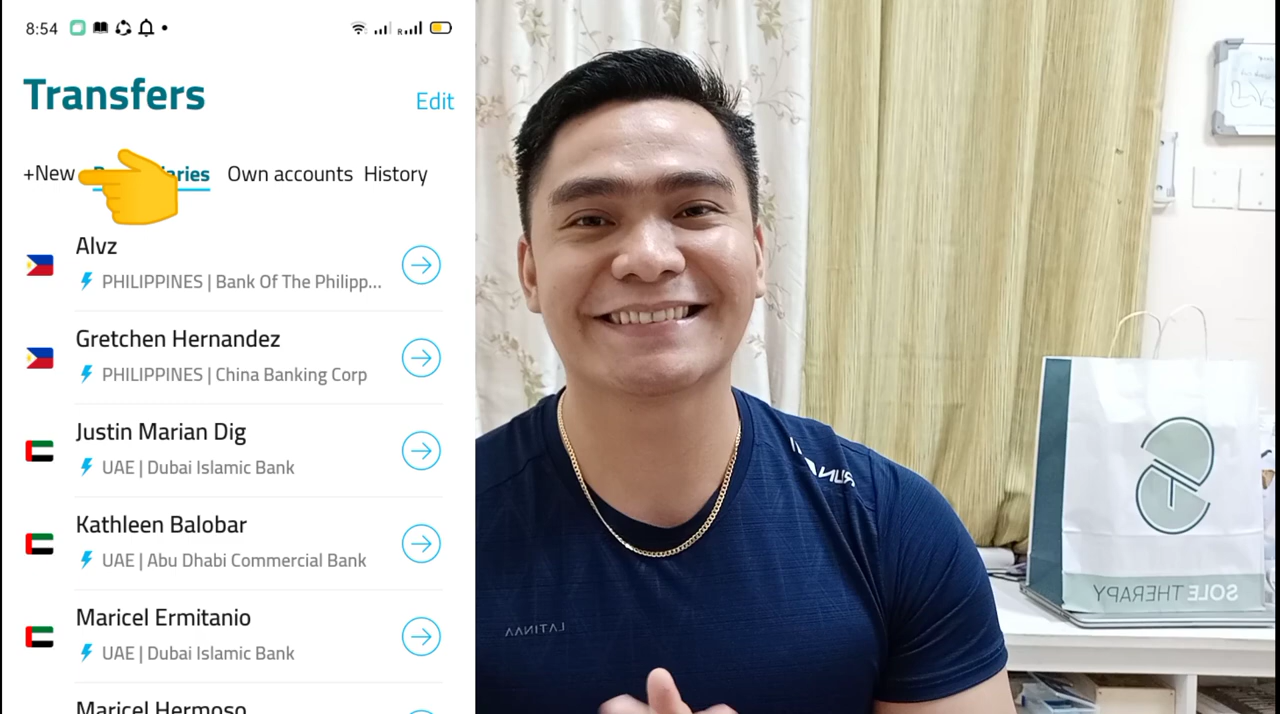 8:54
Transfers
Edit
+New
Own accounts
History
Alvz
PHILIPPINES | Bank Of The Philipp...
Gretchen Hernandez
PHILIPPINES | China Banking Corp
Justin Marian Dig
UAE | Dubai Islamic Bank
Kathleen Balobar
UAE | Abu Dhabi Commercial Bank
Maricel Ermitanio
UAE | Dubai Islamic Bank
Maricel Hermoso
RUN
LATINAA
SOLE THERAPY